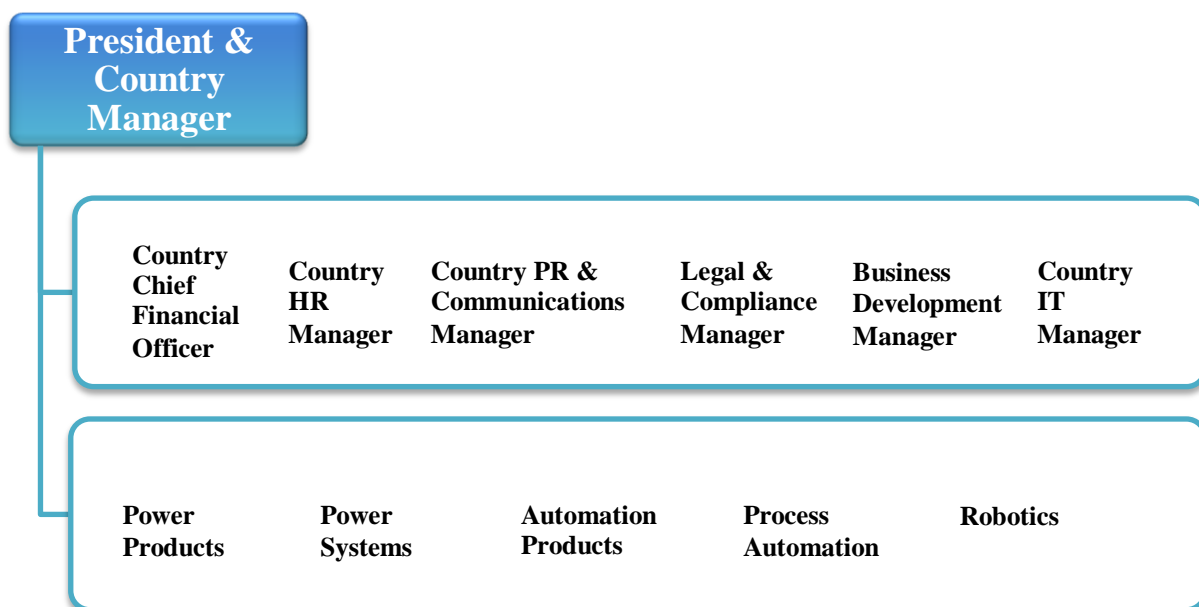 President &
Country
Manager
Country
Chief
Financial
Officer
Country
HR
Manager
Country PR &
Communications
Manager
Legal &
Compliance
Manager
Business
Development
Manager
Country
IT
Manager
Power
Products
Power
Systems
Automation
Products
Process
Automation
Robotics